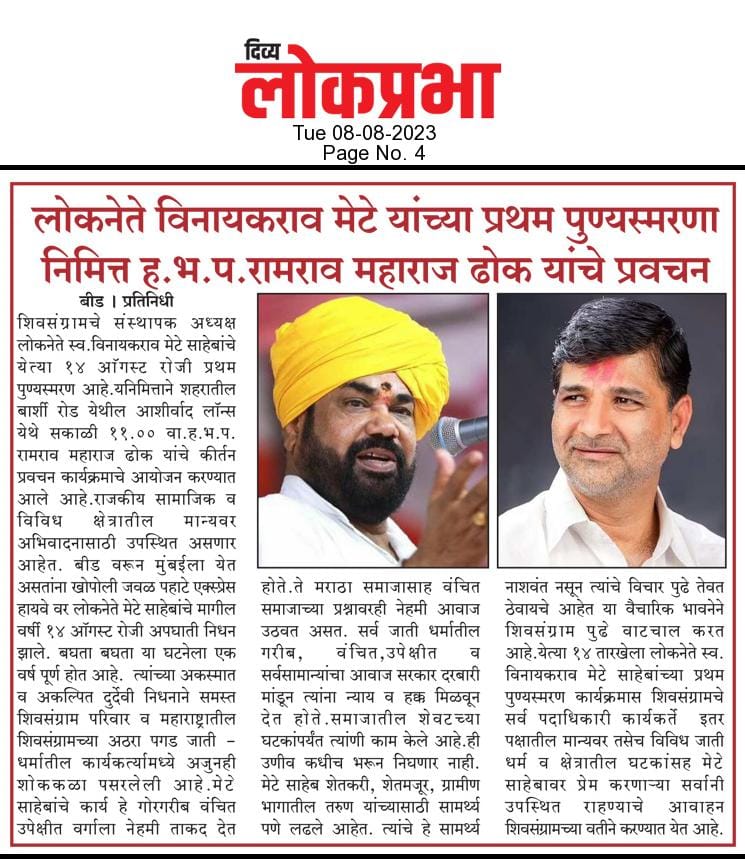 दिव्य
लोकप्रभा
Tue 08-08-2023
Page No. 4
लोकनेते विनायकराव मेटे यांच्या प्रथम पुण्यस्मरणा
निमित्त ह.भ.प.रामराव महाराज ढोक यांचे प्रवचन
बीड । प्रतिनिधी
शिवसंग्रामचे संस्थापक अध्यक्ष
लोकनेते स्व.विनायकराव मेटे साहेबांचे
येत्या १४ ऑगस्ट रोजी प्रथम
पुण्यस्मरण आहे.यनिमित्ताने शहरातील
बार्शी रोड येथील आशीर्वाद लॉन्स
येथे सकाळी ११.०० वा.ह.भ.प.
रामराव महाराज ढोक यांचे कीर्तन
प्रवचन कार्यक्रमाचे आयोजन करण्यात
आले आहे.राजकीय सामाजिक व
विविध क्षेत्रातील मान्यवर
अभिवादनासाठी उपस्थित असणार
आहेत. बीड वरून मुंबईला येत
असतांना खोपोली जवळ पहाटे एक्स्प्रेस
हायवे वर लोकनेते मेटे साहेबांचे मागील
वर्षी १४ ऑगस्ट रोजी अपघाती निधन
झाले. बघता बघता या घटनेला एक
वर्ष पूर्ण होत आहे. त्यांच्या अकस्मात
व अकल्पित दुर्देवी निधनाने समस्त
शिवसंग्राम परिवार व महाराष्ट्रातील
शिवसंग्रामच्या अठरा पगड जाती -
धर्मातील कार्यकर्त्यामध्ये अजुनही
शोककळा पसरलेली आहे.मेटे
साहेबांचे कार्य हे गोरगरीब वंचित
उपेक्षीत वर्गाला नेहमी ताकद देत
होते.ते मराठा समाजासाह वंचित
समाजाच्या प्रश्नावरही नेहमी आवाज
उठवत असत. सर्व जाती धर्मातील
गरीब, वंचित,उपेक्षीत व
सर्वसामान्यांचा आवाज सरकार दरबारी
मांडून त्यांना न्याय व हक्क मिळवून
देत होते.समाजातील शेवटच्या
घटकांपर्यंत त्यांणी काम केले आहे.ही
उणीव कधीच भरून निघणार नाही.
मेटे साहेब शेतकरी, शेतमजूर, ग्रामीण
भागातील तरुण यांच्यासाठी सामर्थ्य
पणे लढले आहेत. त्यांचे हे सामर्थ्य
नाशवंत नसून त्यांचे विचार पुढे तेवत
ठेवायचे आहेत या वैचारिक भावनेने
शिवसंग्राम पुढे वाटचाल करत
आहे.येत्या १४ तारखेला लोकनेते स्व.
विनायकराव मेटे साहेबांच्या प्रथम
पुण्यस्मरण कार्यक्रमास शिवसंग्रामचे
सर्व पदाधिकारी कार्यकर्ते इतर
पक्षातील मान्यवर तसेच विविध जाती
धर्म व क्षेत्रातील घटकांसह मेटे
साहेबावर प्रेम करणाऱ्या सर्वानी
उपस्थित राहण्याचे आवाहन
शिवसंग्रामच्या वतीने करण्यात येत आहे.